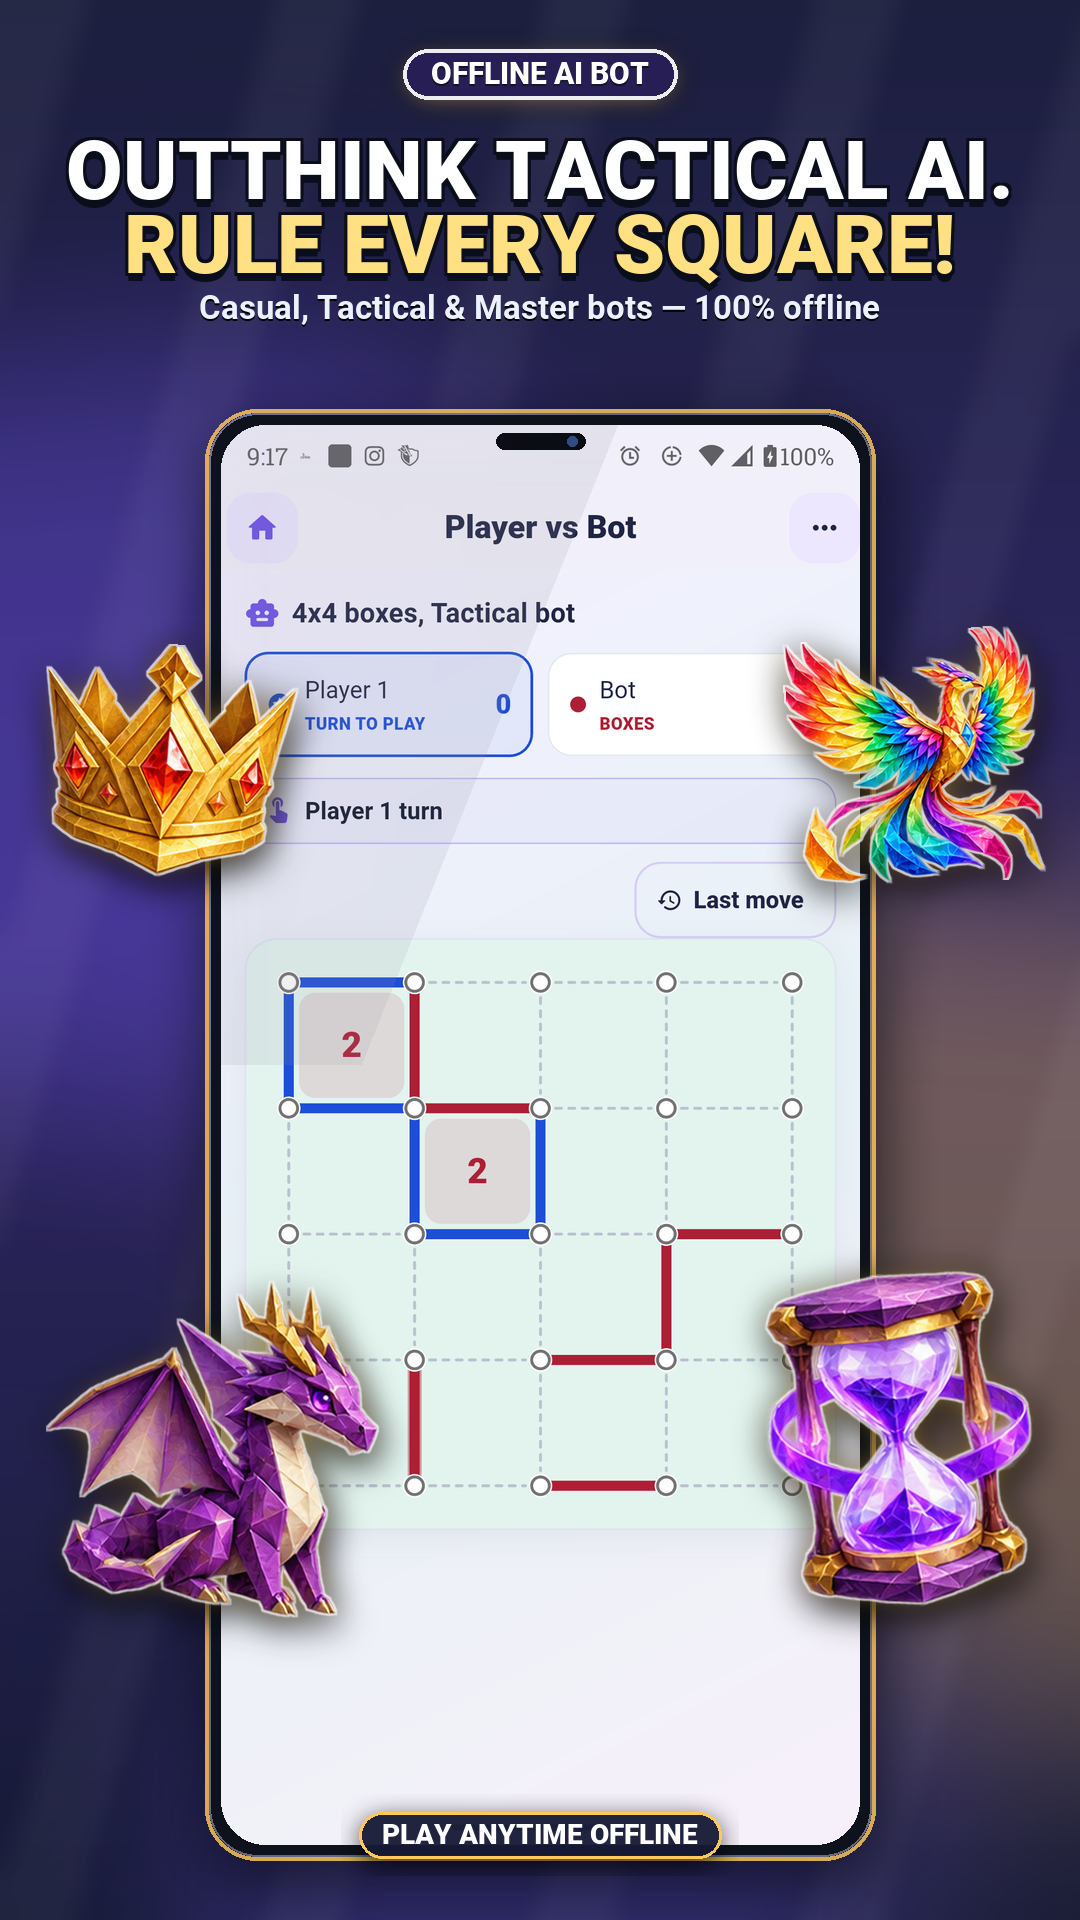 OFFLINE AI BOT
OUTTHINK TACTICAL AI.
RULE EVERY SQUARE!
Casual, Tactical & Master bots — 100% offline
9:17
100%
Player vs Bot
4x4 boxes, Tactical bot
Player 1
TURN TO PLAY
0
Bot
BOXES
Player 1 turn
Last move
2
2
PLAY ANYTIME OFFLINE